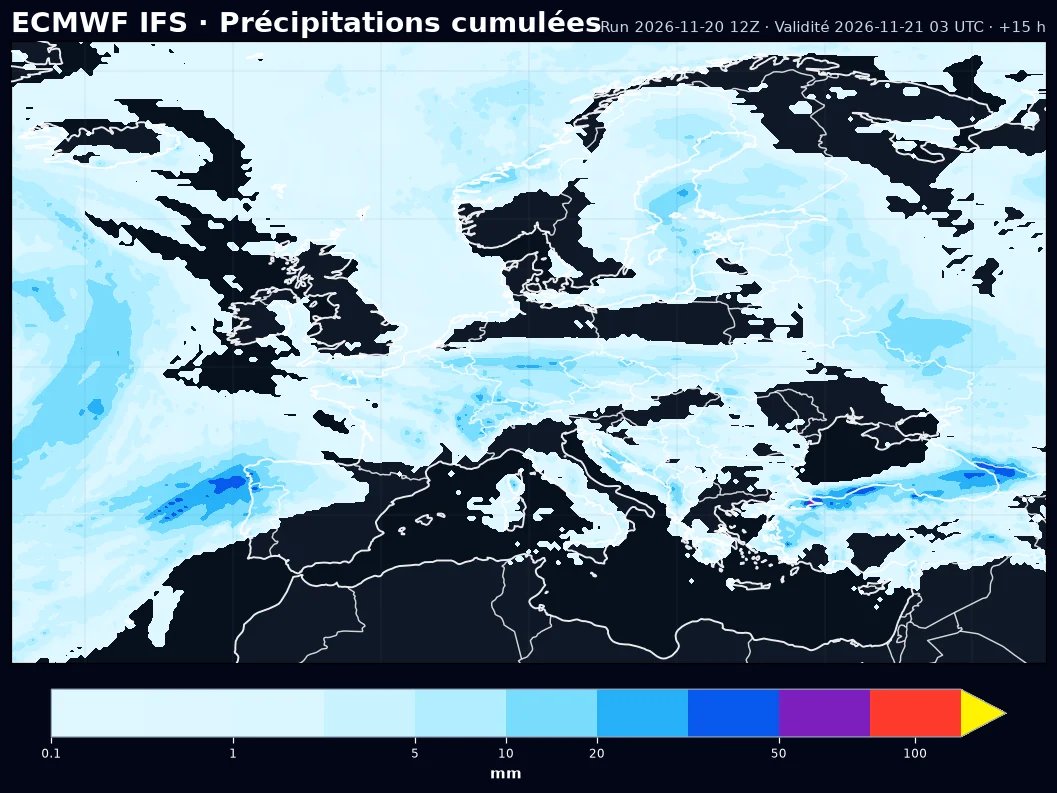 ECMWF IFS · Précipitations cumulées
Run 2026-11-20 12Z · Validité 2026-11-21 03 UTC · +15 h
0.1 1 5 10 20 50 100
mm